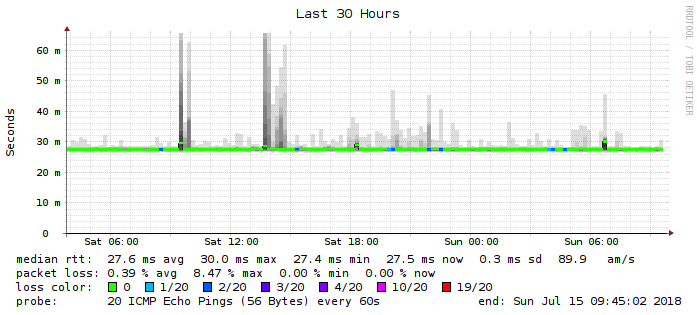 Last 30 Hours
RRDTOOL / TOBI OETIKER
Seconds
60 m
50 m
40 m
30 m
20 m
10 m
0
Sat 06:00 Sat 12:00 Sat 18:00 Sun 00:00 Sun 06:00
median rtt: 27.6 ms avg 30.0 ms max 27.4 ms min 27.5 ms now 0.3 ms sd 89.9 am/s
packet loss: 0.39 % avg 8.47 % max 0.00 % min 0.00 % now
loss color: 0 1/20 2/20 3/20 4/20 10/20 19/20
probe: 20 ICMP Echo Pings (56 Bytes) every 60s end: Sun Jul 15 09:45:02 2018